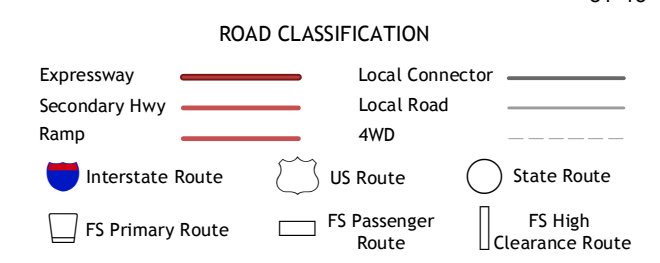 ROAD CLASSIFICATION
Expressway
Local Connector
Secondary Hwy
Local Road
Ramp
4WD
Interstate Route
US Route
State Route
FS Primary Route
FS Passenger
Route
FS High
Clearance Route